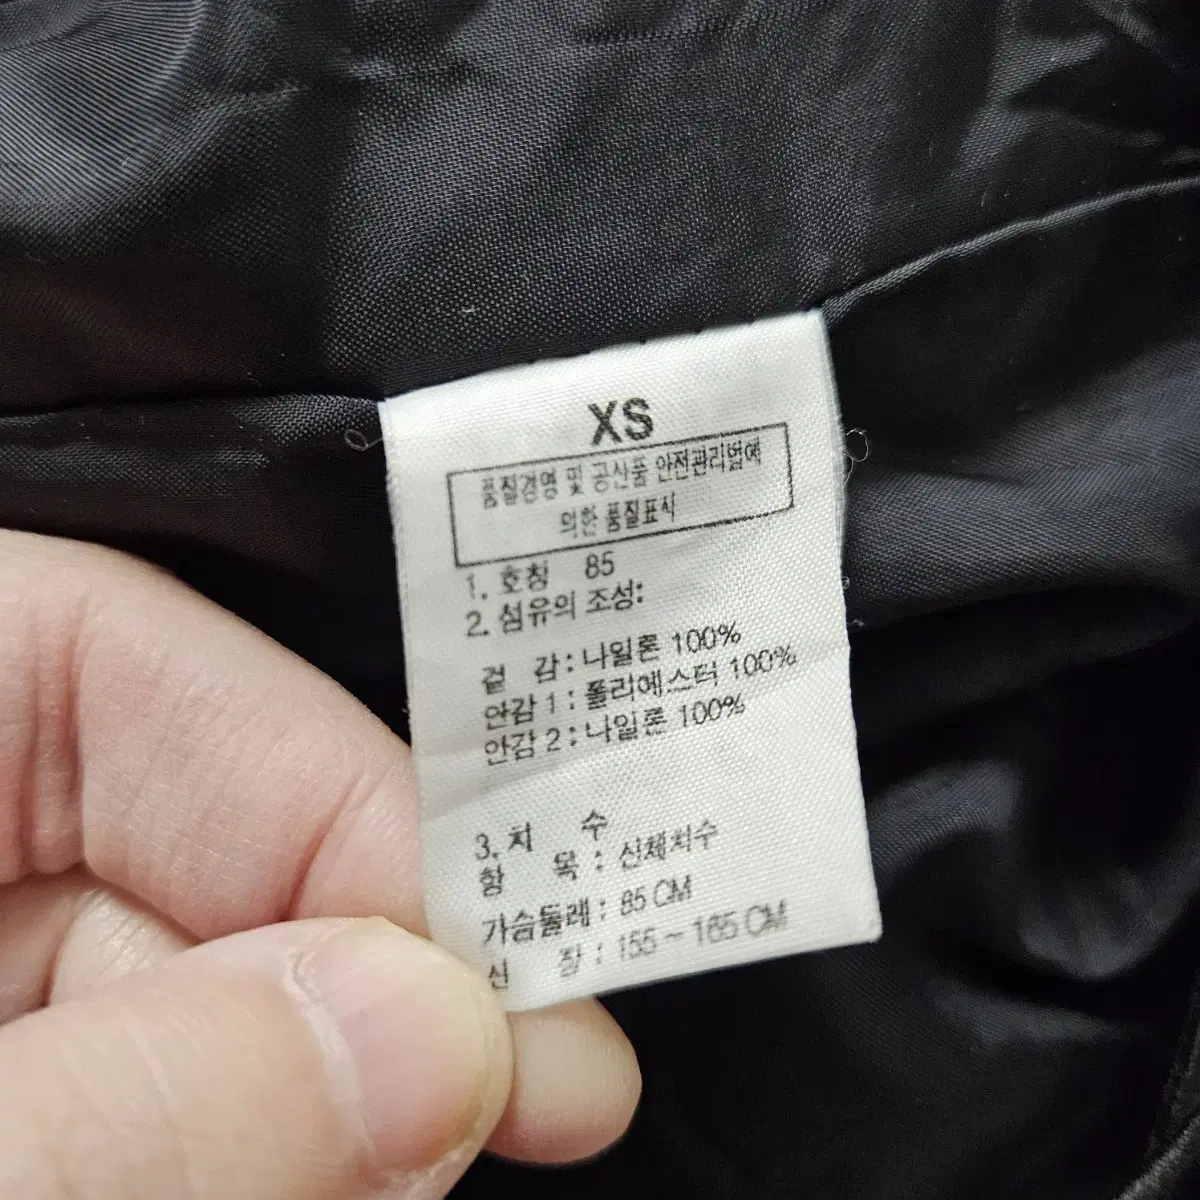 XS
품질경영 및 공산품 안전관리법에
의한 품질표시
1. 호칭 85
2. 섬유의 조성:
겉 감 : 나일론 100%
안감 1 : 폴리에스터 100%
안감 2 : 나일론 100%
3. 치 수
항 목 : 신체치수
가슴둘레 : 85 CM
신 장 : 155 ~ 165 CM